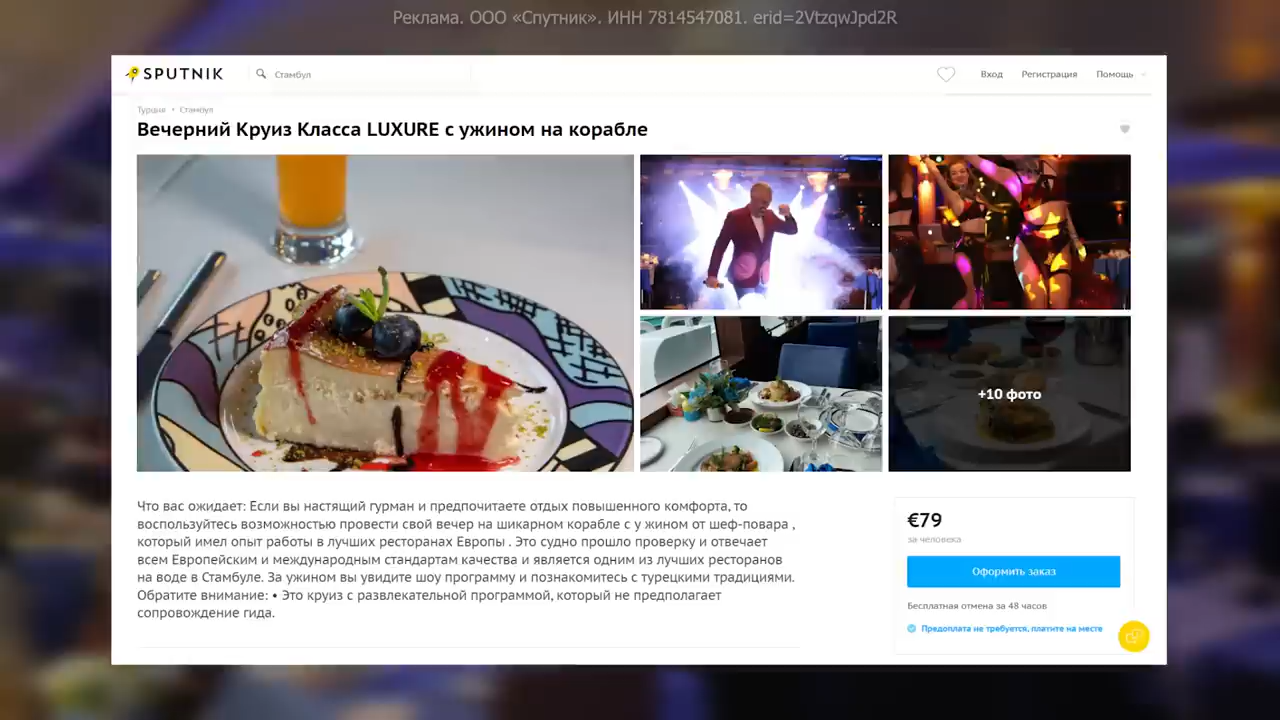 Реклама. ООО «Спутник». ИНН 7814547081. erid=2VtzqwJpd2R
SPUTNIK
Стамбул
Вход Регистрация Помощь
Турция • Стамбул
Вечерний Круиз Класса LUXURE с ужином на корабле
+10 фото
Что вас ожидает: Если вы настящий гурман и предпочитаете отдых повышенного комфорта, то
воспользуйтесь возможностью провести свой вечер на шикарном корабле с у жином от шеф-повара ,
который имел опыт работы в лучших ресторанах Европы . Это судно прошло проверку и отвечает
всем Европейским и международным стандартам качества и является одним из лучших ресторанов
на воде в Стамбуле. За ужином вы увидите шоу программу и познакомитесь с турецкими традициями.
Обратите внимание: • Это круиз с развлекательной программой, который не предполагает
сопровождение гида.
€79
за человека
Оформить заказ
Бесплатная отмена за 48 часов
Предоплата не требуется, платите на месте